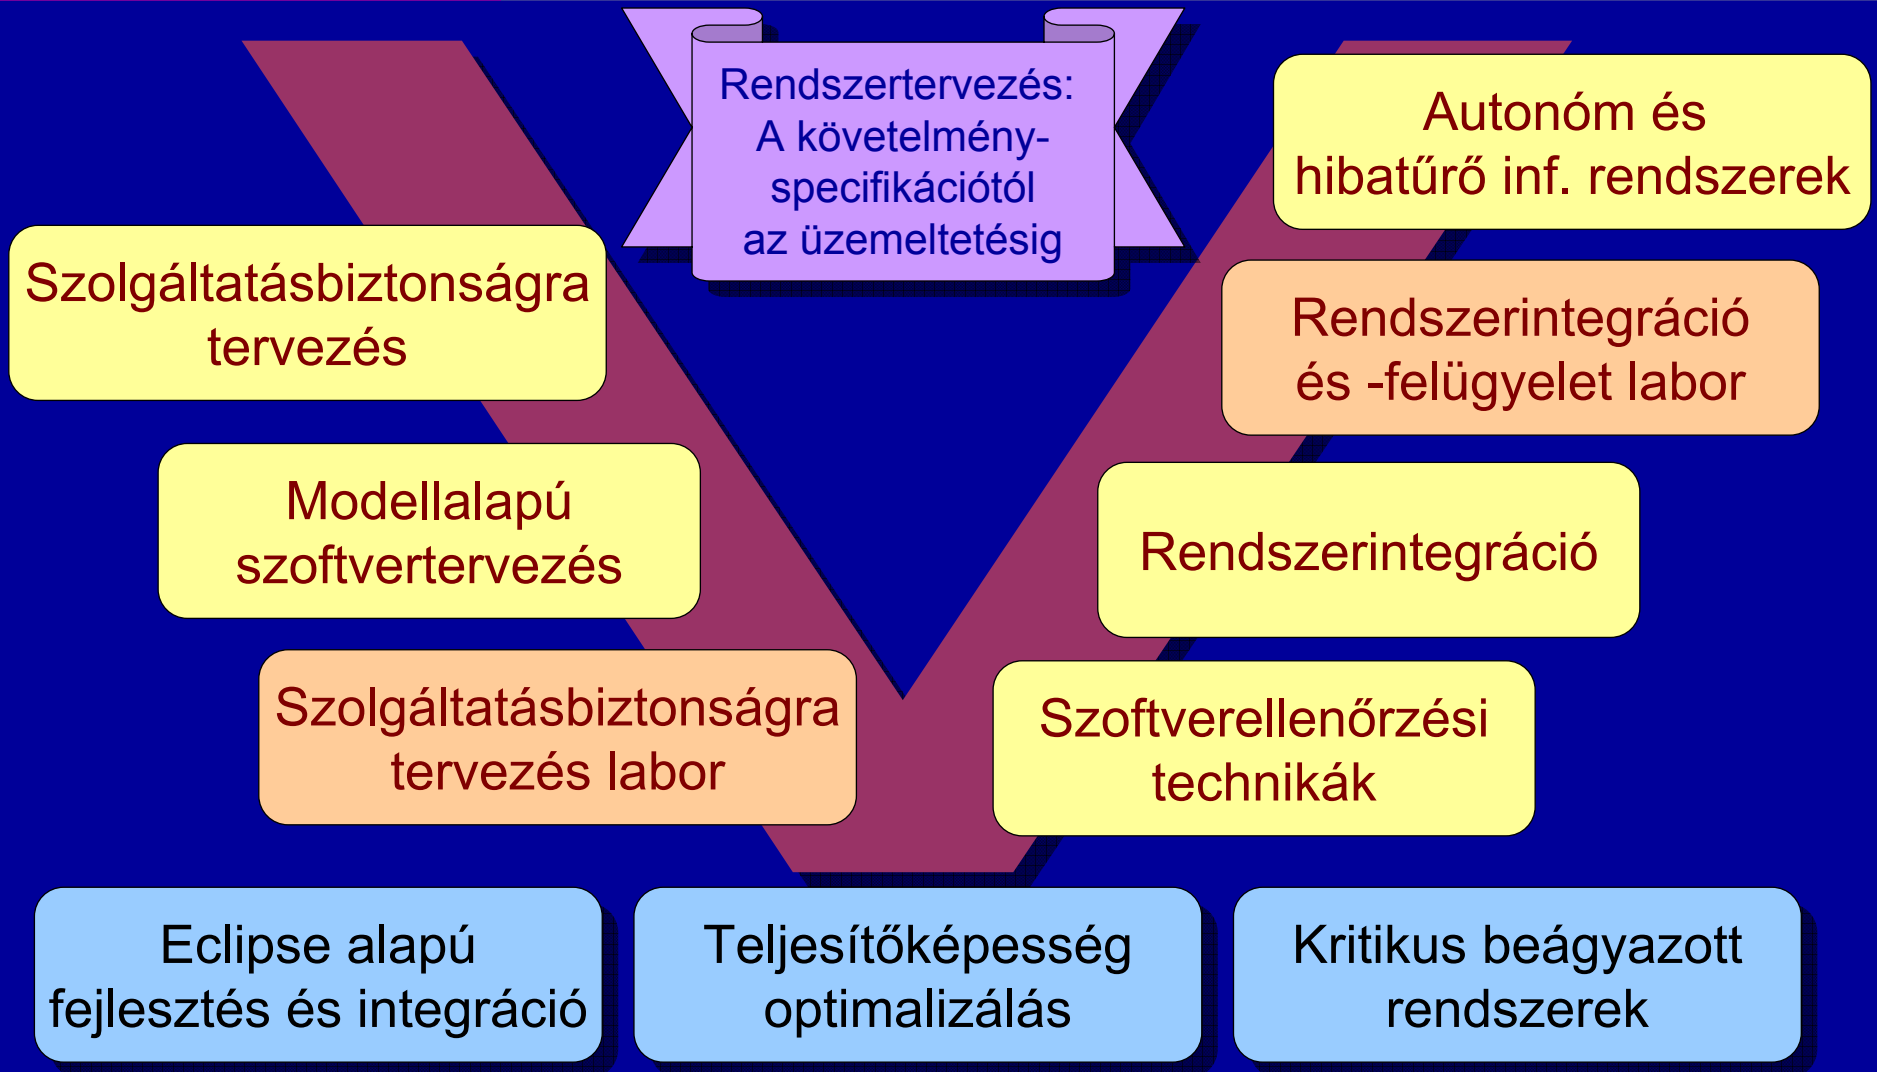 Rendszertervezés:
A követelmény-
specifikációtól
az üzemeltetésig
Szolgáltatásbiztonságra
tervezés
Modellalapú
szoftvertervezés
Szolgáltatásbiztonságra
tervezés labor
Autonóm és
hibatűrő inf. rendszerek
Rendszerintegráció
és -felügyelet labor
Rendszerintegráció
Szoftverellenőrzési
technikák
Eclipse alapú
fejlesztés és integráció
Teljesítőképesség
optimalizálás
Kritikus beágyazott
rendszerek